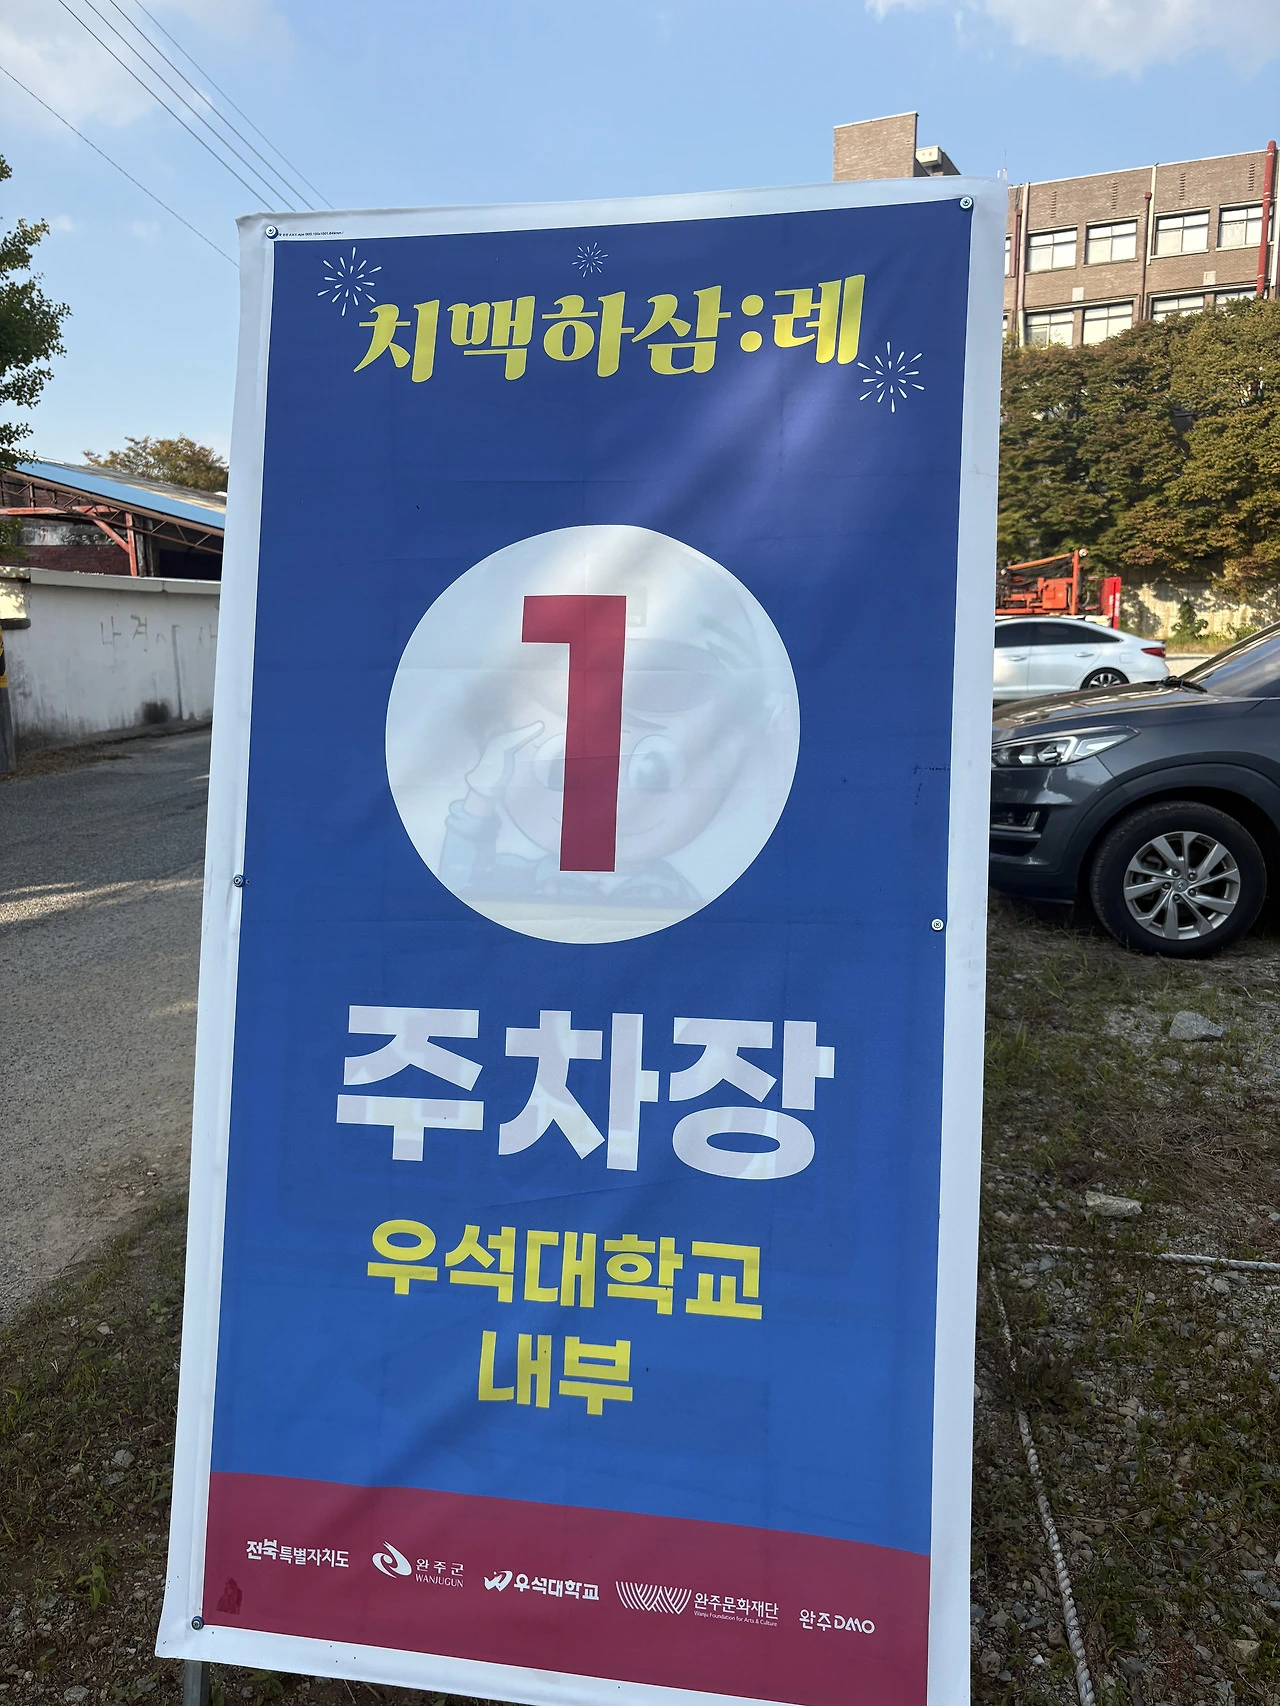 치맥하삼:례
1
주차장
우석대학교
내부
전북특별자치도
완주군
WANJUGUN
우석대학교
완주문화재단
Wanju Foundation for Arts & Culture
완주DMO